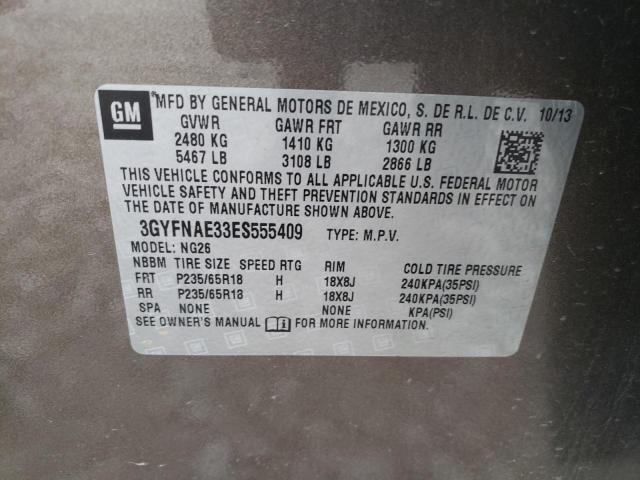 GM *MFD BY GENERAL MOTORS DE MEXICO, S. DE R.L. DE C.V. 10/13
GVWR GAWR FRT GAWR RR
2480 KG 1410 KG 1300 KG
5467 LB 3108 LB 2866 LB
THIS VEHICLE CONFORMS TO ALL APPLICABLE U.S. FEDERAL MOTOR
VEHICLE SAFETY AND THEFT PREVENTION STANDARDS IN EFFECT ON
THE DATE OF MANUFACTURE SHOWN ABOVE.
3GYFNAE33ES555409 TYPE: M.P.V.
MODEL: NG26
NBBM TIRE SIZE SPEED RTG RIM COLD TIRE PRESSURE
FRT P235/65R18 H 18X8J 240KPA(35PSI)
RR P235/65R18 H 18X8J 240KPA(35PSI)
SPA NONE NONE KPA(PSI)
SEE OWNER'S MANUAL FOR MORE INFORMATION.